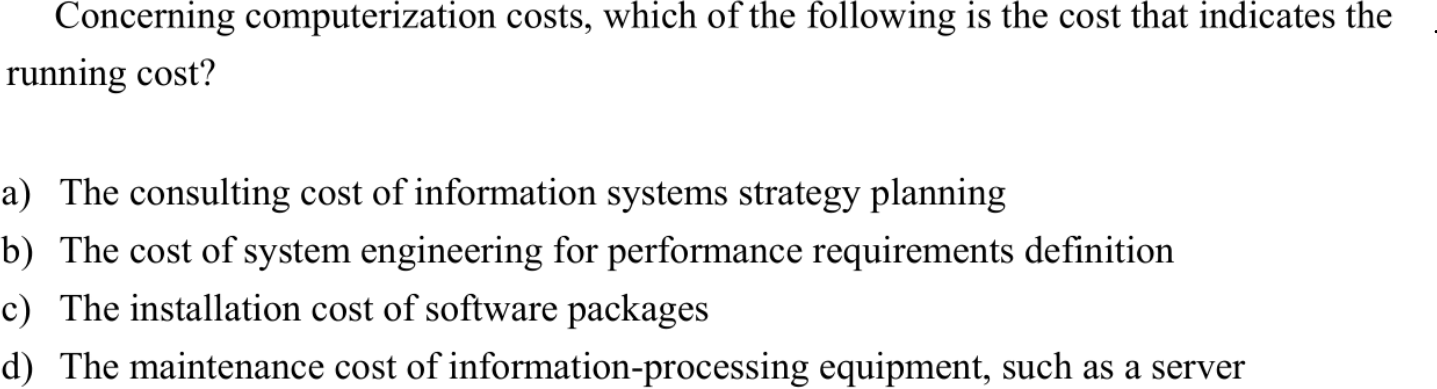 Concerning computerization costs, which of the following is the cost that indicates the
running cost?
a) The consulting cost of information systems strategy planning
b) The cost of system engineering for performance requirements definition
c) The installation cost of software packages
d) The maintenance cost of information-processing equipment, such as a server